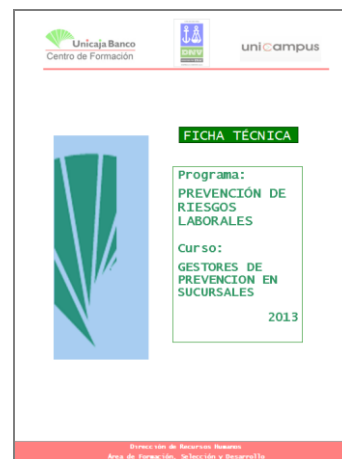 Unicaja Banco
Centro de Formación
DNV
unicampus
FICHA TÉCNICA
Programa:
PREVENCIÓN DE
RIESGOS
LABORALES
Curso:
GESTORES DE
PREVENCION EN
SUCURSALES
2013
Dirección de Recursos Humanos
Área de Formación, Selección y Desarrollo